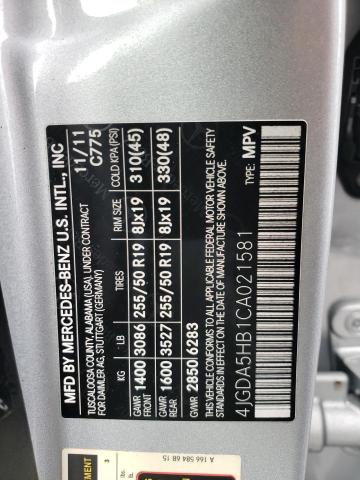 MFD BY MERCEDES-BENZ U.S. INTL., INC 11/11
TUSCALOOSA COUNTY, ALABAMA (USA), UNDER CONTRACT C775
FOR DAIMLER AG, STUTTGART (GERMANY)
KG LB TIRES RIM SIZE COLD KPA(PSI)
GAWR FRONT 1400 3086 255/50 R19 8Jx19 310(45)
GAWR REAR 1600 3527 255/50 R19 8Jx19 330(48)
GVWR 2850 6283
THIS VEHICLE CONFORMS TO ALL APPLICABLE FEDERAL MOTOR VEHICLE SAFETY
STANDARDS IN EFFECT ON THE DATE OF MANUFACTURE SHOWN ABOVE.
4JGDA5HB1CA021581 TYPE: MPV
A 166 584 68 15